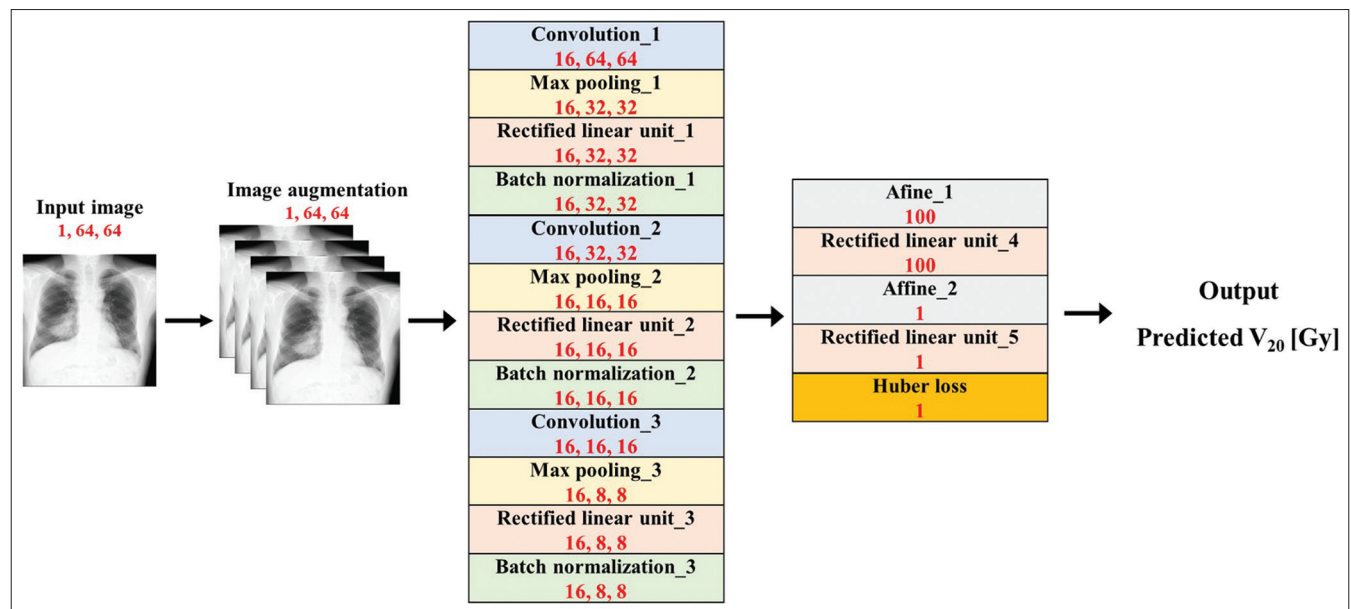 Input image
1, 64, 64
Image augmentation
1, 64, 64
Convolution_1
16, 64, 64
Max pooling_1
16, 32, 32
Rectified linear unit_1
16, 32, 32
Batch normalization_1
16, 32, 32
Convolution_2
16, 32, 32
Max pooling_2
16, 16, 16
Rectified linear unit_2
16, 16, 16
Batch normalization_2
16, 16, 16
Convolution_3
16, 16, 16
Max pooling_3
16, 8, 8
Rectified linear unit_3
16, 8, 8
Batch normalization_3
16, 8, 8
Afine_1
100
Rectified linear unit_4
100
Affine_2
1
Rectified linear unit_5
1
Huber loss
1
Output
Predicted V₂₀ [Gy]